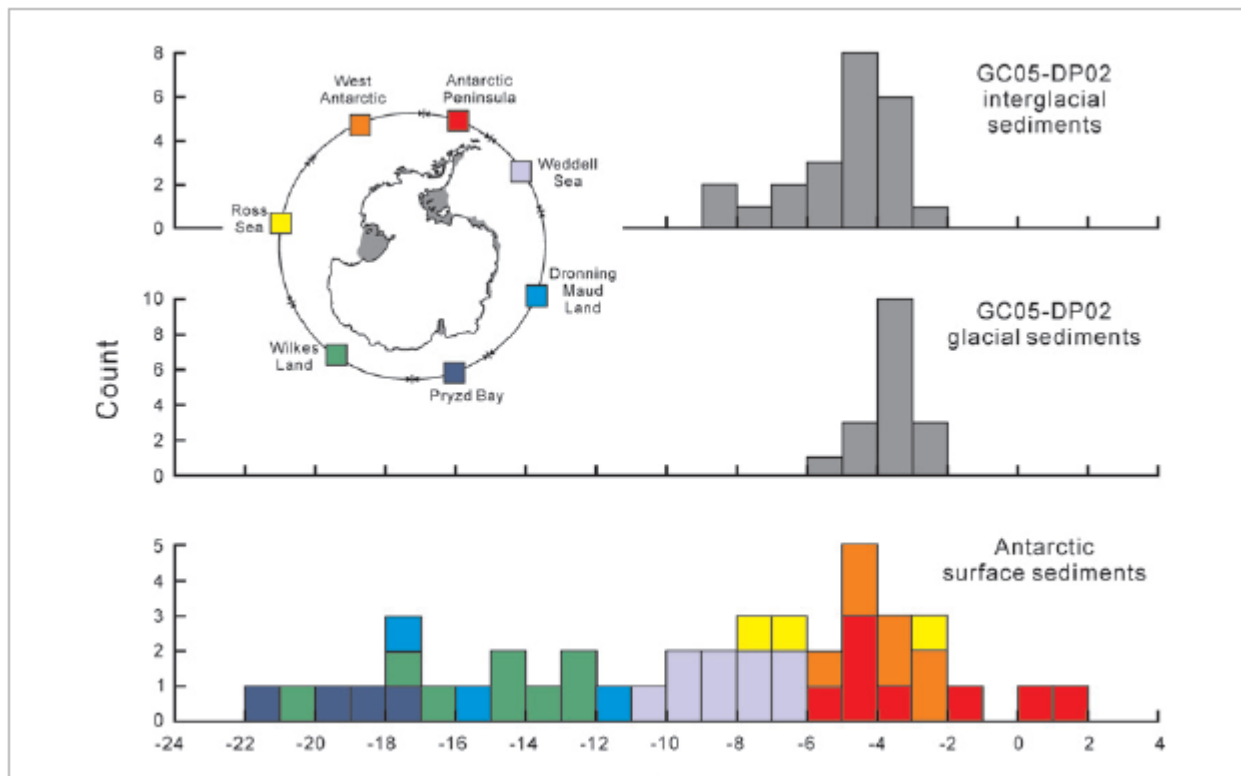 8
6
4
2
0
GC05-DP02
interglacial
sediments
West
Antarctic
Antarctic
Peninsula
Weddell
Sea
Ross
Sea
Dronning
Maud
Land
Wilkes
Land
Pryzd Bay
Count
10
8
6
4
2
0
GC05-DP02
glacial sediments
5
4
3
2
1
0
Antarctic
surface sediments
-24 -22 -20 -18 -16 -14 -12 -10 -8 -6 -4 -2 0 2 4